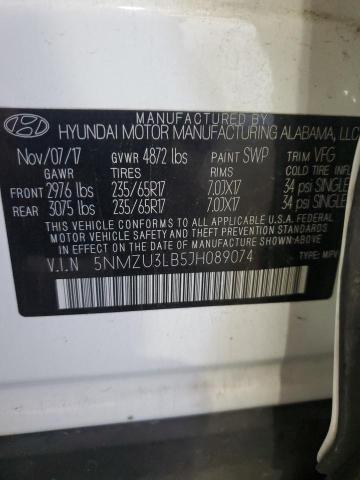 HYUNDAI MOTOR MANUFACTURING ALABAMA, LLC
Nov/07/17 GVWR 4872 lbs PAINT SWP TRIM VFG
GAWR TIRES RIMS COLD TIRE INFL
FRONT 2976 lbs 235/65R17 7.0JX17 34 psi SINGLE
REAR 3075 lbs 235/65R17 7.0JX17 34 psi SINGLE
THIS VEHICLE CONFORMS TO ALL APPLICABLE U.S. FEDERAL
MOTOR VEHICLE SAFETY AND THEFT PREVENTION STANDARDS
IN EFFECT ON THE DATE OF MANUFACTURE SHOWN ABOVE.
V.I.N 5NMZU3LB5JH089074
TYPE: MPV